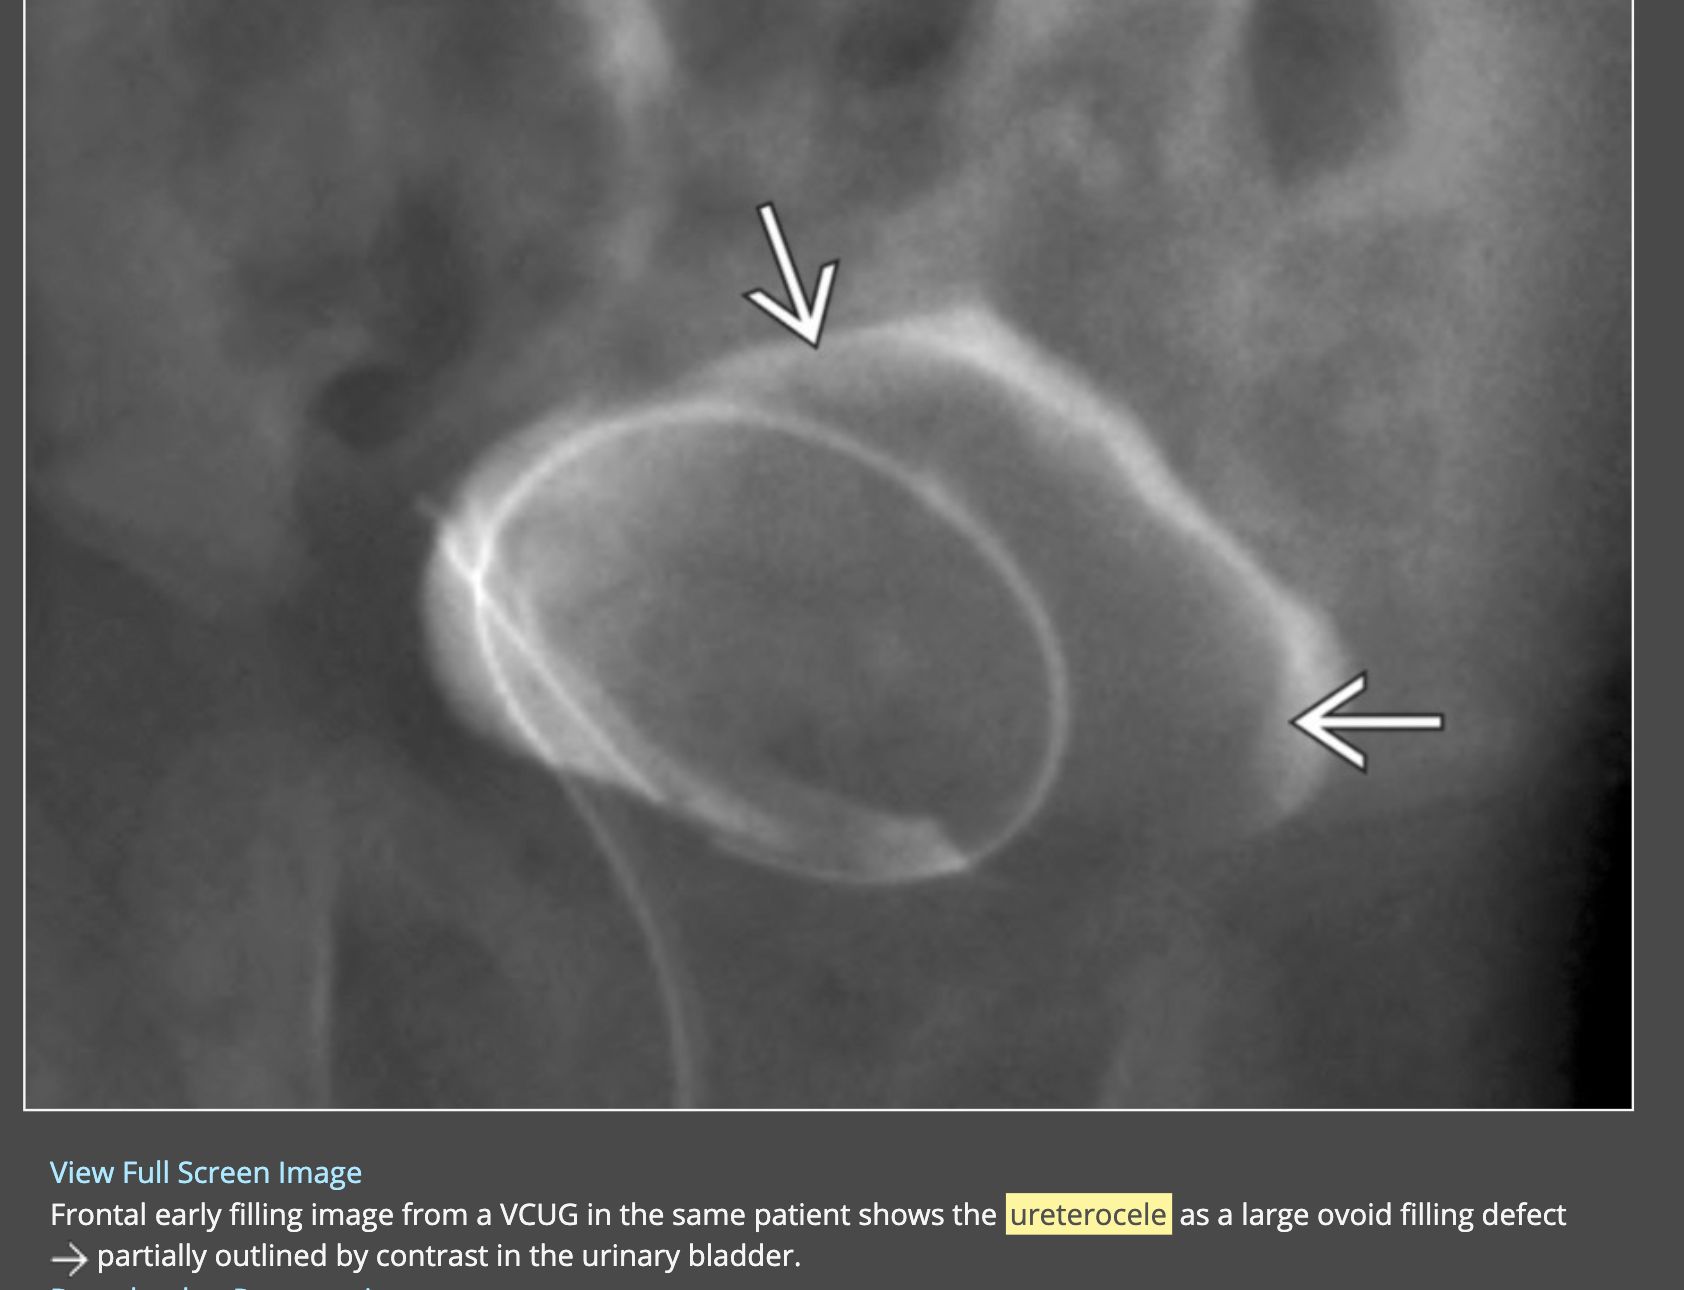 View Full Screen Image
Frontal early filling image from a VCUG in the same patient shows the ureterocele as a large ovoid filling defect
→ partially outlined by contrast in the urinary bladder.